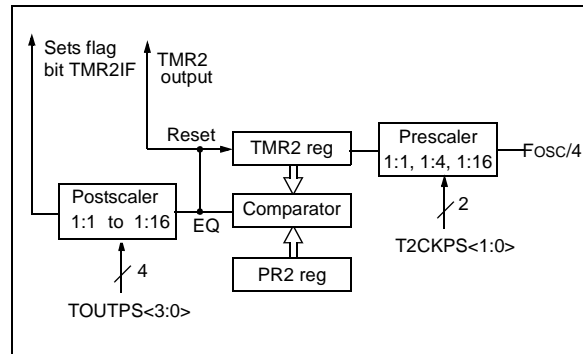 Sets flag
bit TMR2IF
TMR2
output
Reset
TMR2 reg
Prescaler
1:1, 1:4, 1:16
FOSC/4
2
T2CKPS<1:0>
Postscaler
1:1 to 1:16
EQ
Comparator
4
TOUTPS<3:0>
PR2 reg